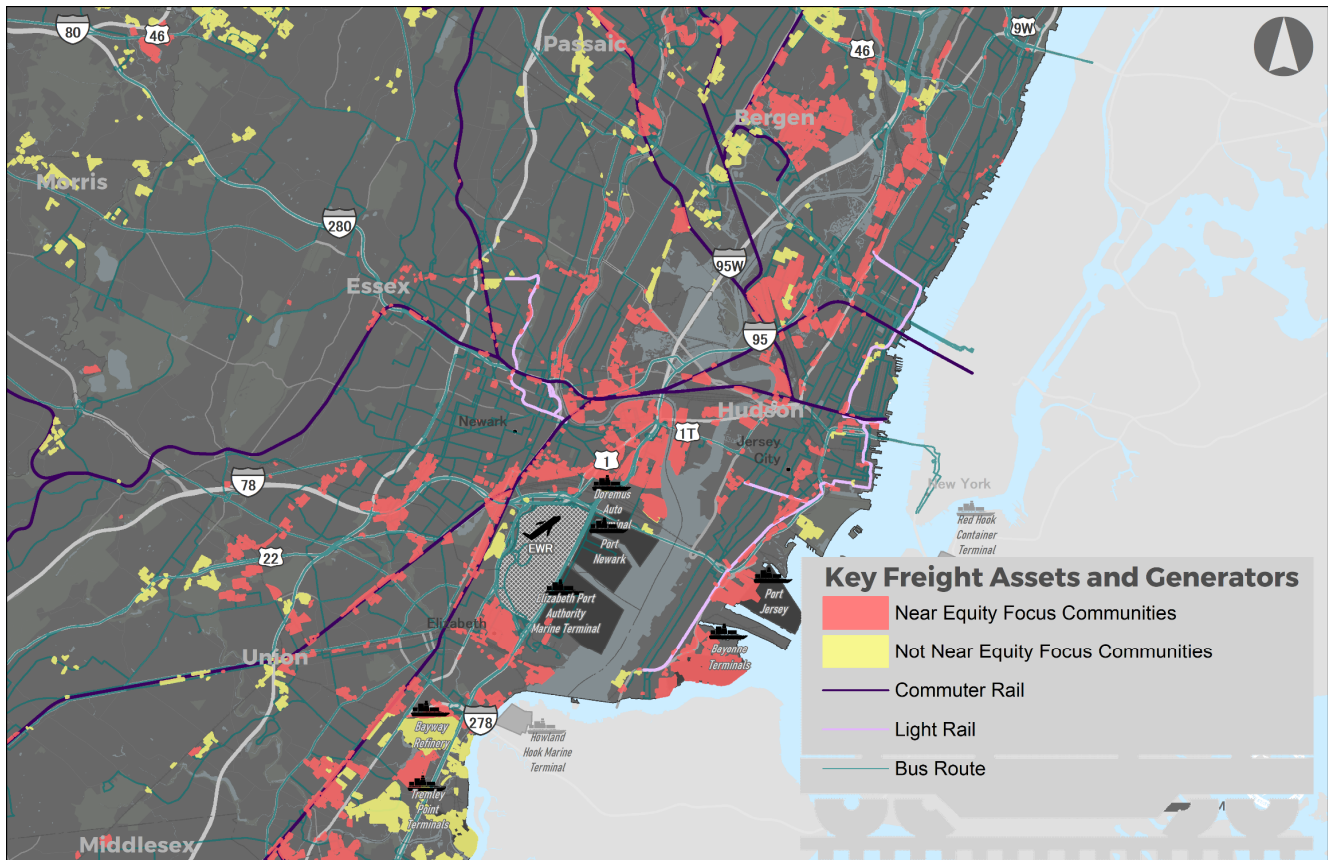 80
46
Passaic
46
9W
Bergen
Morris
280
Essex
95W
95
Newark
Hudson
1T
Jersey
City
1
78
Doremus
Auto
New York
Red Hook
Container
Terminal
22
EWR
Port
Newark
Elizabeth Port
Authority
Marine Terminal
Port
Jersey
Elizabeth
Bayonne
Terminals
Union
Bayway
Refinery
278
Howland
Hook Marine
Terminal
Tremley
Point
Terminals
Middlesex
Key Freight Assets and Generators
Near Equity Focus Communities
Not Near Equity Focus Communities
Commuter Rail
Light Rail
Bus Route